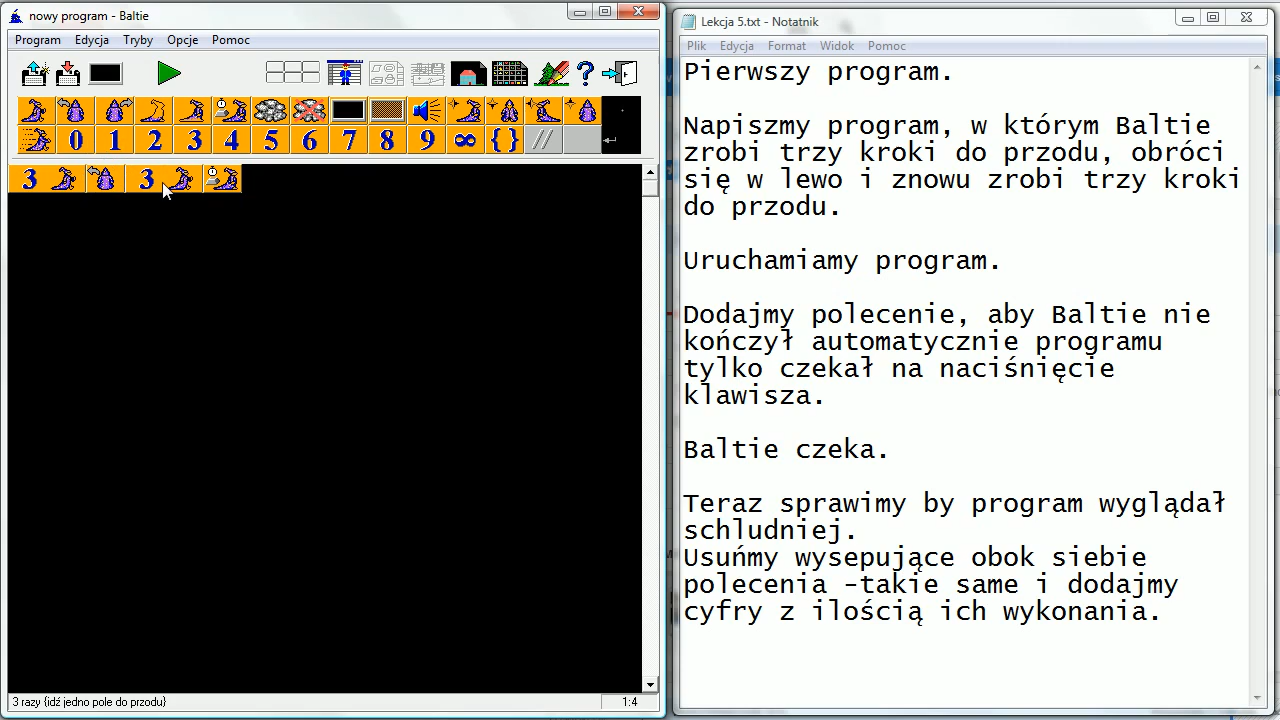 nowy program - Baltie
Program Edycja Tryby Opcje Pomoc
0 1 2 3 4 5 6 7 8 9 ∞ { } //
3 3
3 razy {idź jedno pole do przodu}
1:4
Lekcja 5.txt - Notatnik
Plik Edycja Format Widok Pomoc
Pierwszy program.
Napiszmy program, w którym Baltie
zrobi trzy kroki do przodu, obróci
się w lewo i znowu zrobi trzy kroki
do przodu.
Uruchamiamy program.
Dodajmy polecenie, aby Baltie nie
kończył automatycznie programu
tylko czekał na naciśnięcie
klawisza.
Baltie czeka.
Teraz sprawimy by program wyglądał
schludniej.
Usuńmy wysepujące obok siebie
polecenia -takie same i dodajmy
cyfry z ilością ich wykonania.